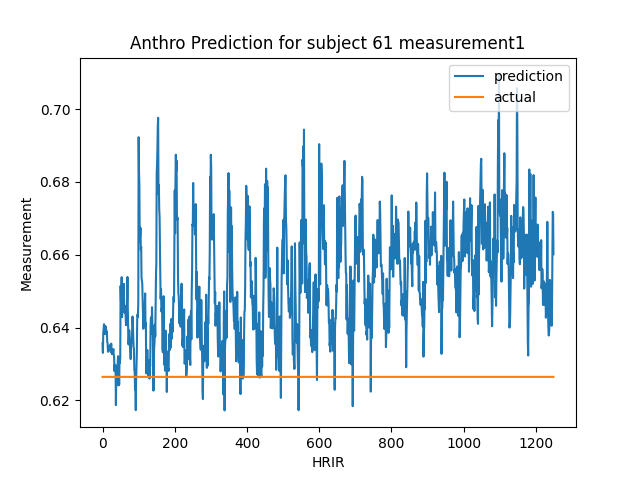 Anthro Prediction for subject 61 measurement1
prediction
actual
0.70
0.68
0.66
0.64
0.62
Measurement
0 200 400 600 800 1000 1200
HRIR